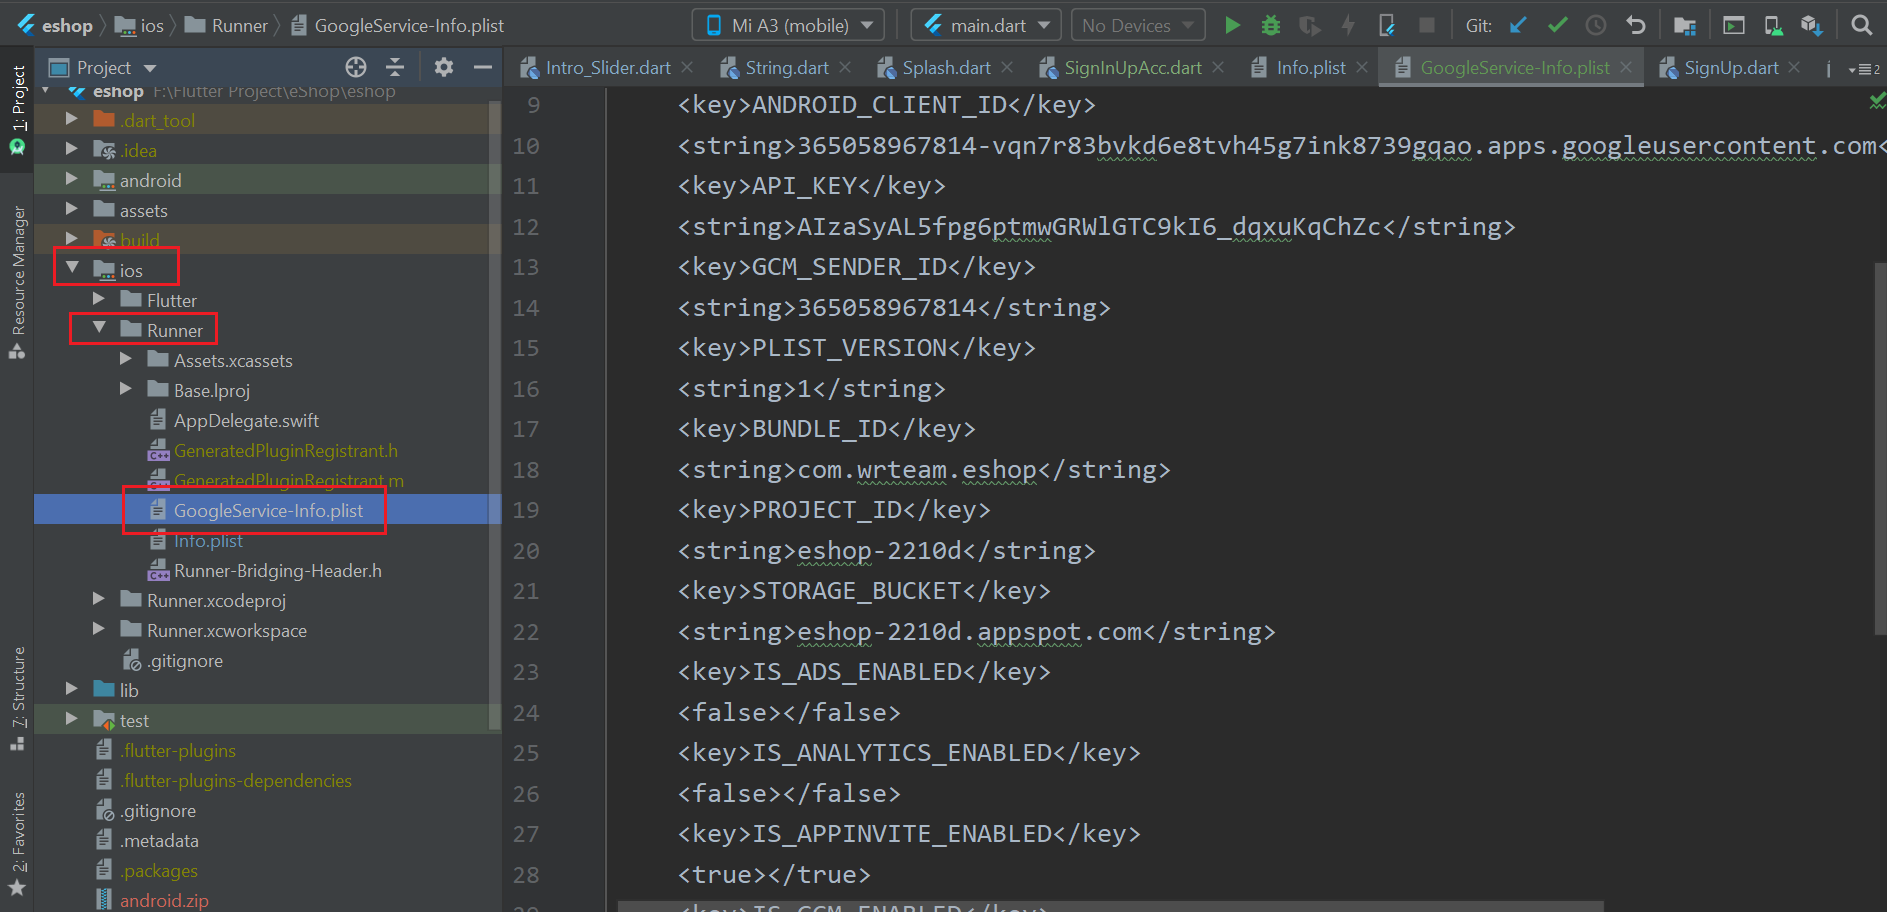 eshop ios Runner GoogleService-Info.plist Mi A3 (mobile) main.dart No Devices Git:
Project
Intro_Slider.dart String.dart Splash.dart SignInUpAcc.dart Info.plist GoogleService-Info.plist SignUp.dart 2
1: Project
Resource Manager
7: Structure
2: Favorites
eshop F:\Flutter Project\eShop\eshop
.dart_tool
.idea
android
assets
build
ios
Flutter
Runner
Assets.xcassets
Base.lproj
AppDelegate.swift
GeneratedPluginRegistrant.h
GeneratedPluginRegistrant.m
GoogleService-Info.plist
Info.plist
Runner-Bridging-Header.h
Runner.xcodeproj
Runner.xcworkspace
.gitignore
lib
test
.flutter-plugins
.flutter-plugins-dependencies
.gitignore
.metadata
.packages
android.zip
9 <key>ANDROID_CLIENT_ID</key>
10 <string>365058967814-vqn7r83bvkd6e8tvh45g7ink8739gqao.apps.googleusercontent.com<
11 <key>API_KEY</key>
12 <string>AIzaSyAL5fpg6ptmwGRWlGTC9kI6_dqxuKqChZc</string>
13 <key>GCM_SENDER_ID</key>
14 <string>365058967814</string>
15 <key>PLIST_VERSION</key>
16 <string>1</string>
17 <key>BUNDLE_ID</key>
18 <string>com.wrteam.eshop</string>
19 <key>PROJECT_ID</key>
20 <string>eshop-2210d</string>
21 <key>STORAGE_BUCKET</key>
22 <string>eshop-2210d.appspot.com</string>
23 <key>IS_ADS_ENABLED</key>
24 <false></false>
25 <key>IS_ANALYTICS_ENABLED</key>
26 <false></false>
27 <key>IS_APPINVITE_ENABLED</key>
28 <true></true>
29 <key>IS_GCM_ENABLED</key>